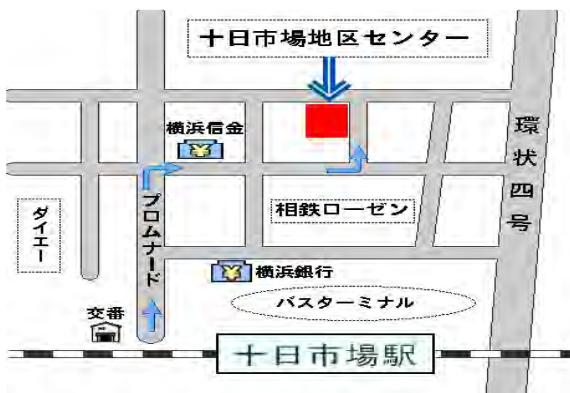 十日市場地区センター
横浜信金
環状四号
ダイエー
プロムナード
相鉄ローゼン
横浜銀行
バスターミナル
交番
十日市場駅